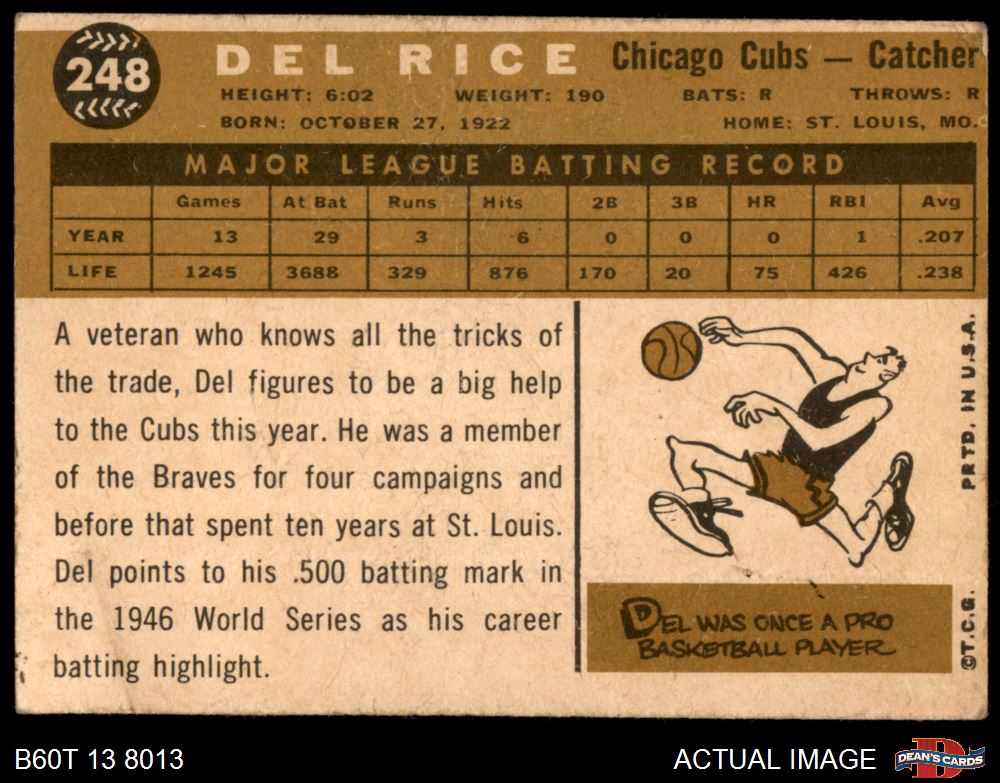 248
DEL RICE Chicago Cubs — Catcher
HEIGHT: 6:02 WEIGHT: 190 BATS: R THROWS: R
BORN: OCTOBER 27, 1922 HOME: ST. LOUIS, MO.
MAJOR LEAGUE BATTING RECORD
Games At Bat Runs Hits 2B 3B HR RBI Avg
YEAR 13 29 3 6 0 0 0 1 .207
LIFE 1245 3688 329 876 170 20 75 426 .238
A veteran who knows all the tricks of
the trade, Del figures to be a big help
to the Cubs this year. He was a member
of the Braves for four campaigns and
before that spent ten years at St. Louis.
Del points to his .500 batting mark in
the 1946 World Series as his career
batting highlight.
DEL WAS ONCE A PRO
BASKETBALL PLAYER
©T.C.G. PRTD. IN U.S.A.
B60T 13 8013 ACTUAL IMAGE
D
DEAN'S CARDS